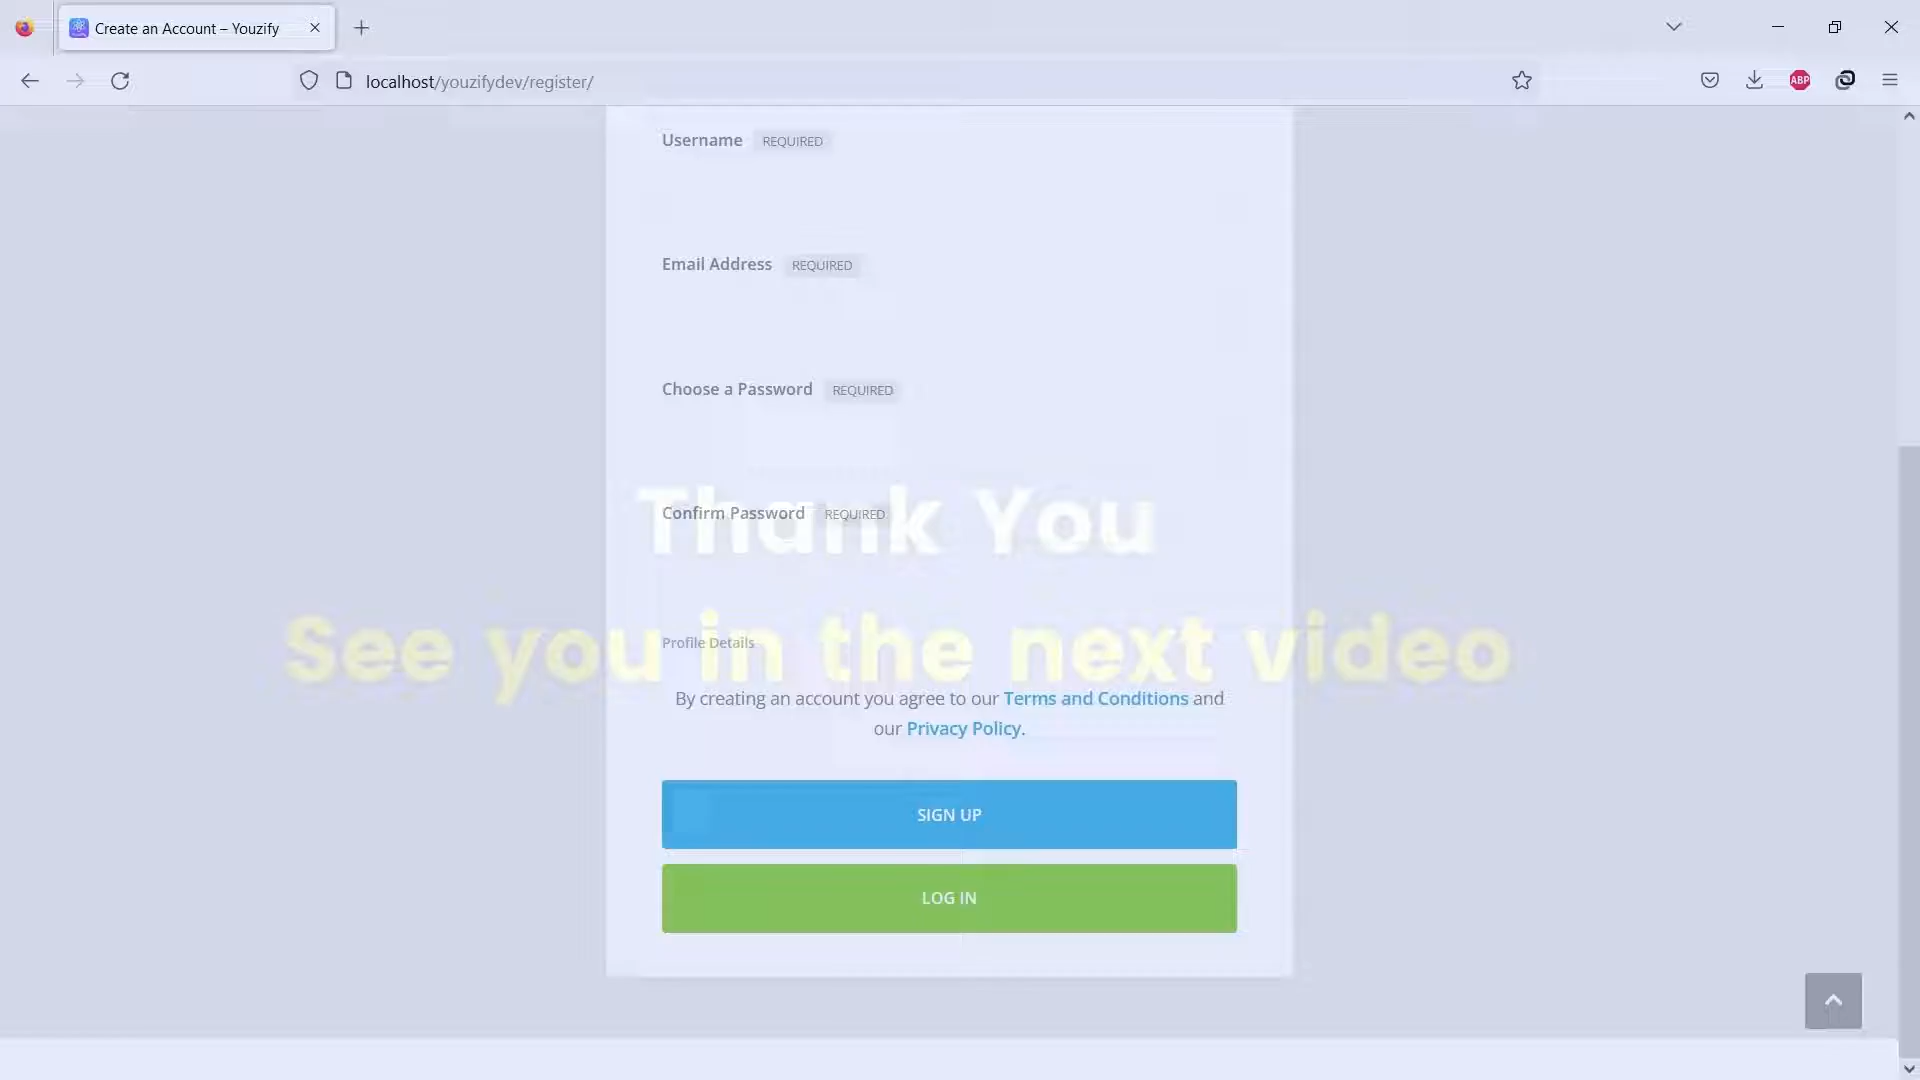 Create an Account – Youzify
localhost/youzifydev/register/
ABP
Username REQUIRED
Email Address REQUIRED
Choose a Password REQUIRED
Confirm Password REQUIRED
Thank You
See you in the next video
Profile Details
By creating an account you agree to our Terms and Conditions and
our Privacy Policy.
SIGN UP
LOG IN